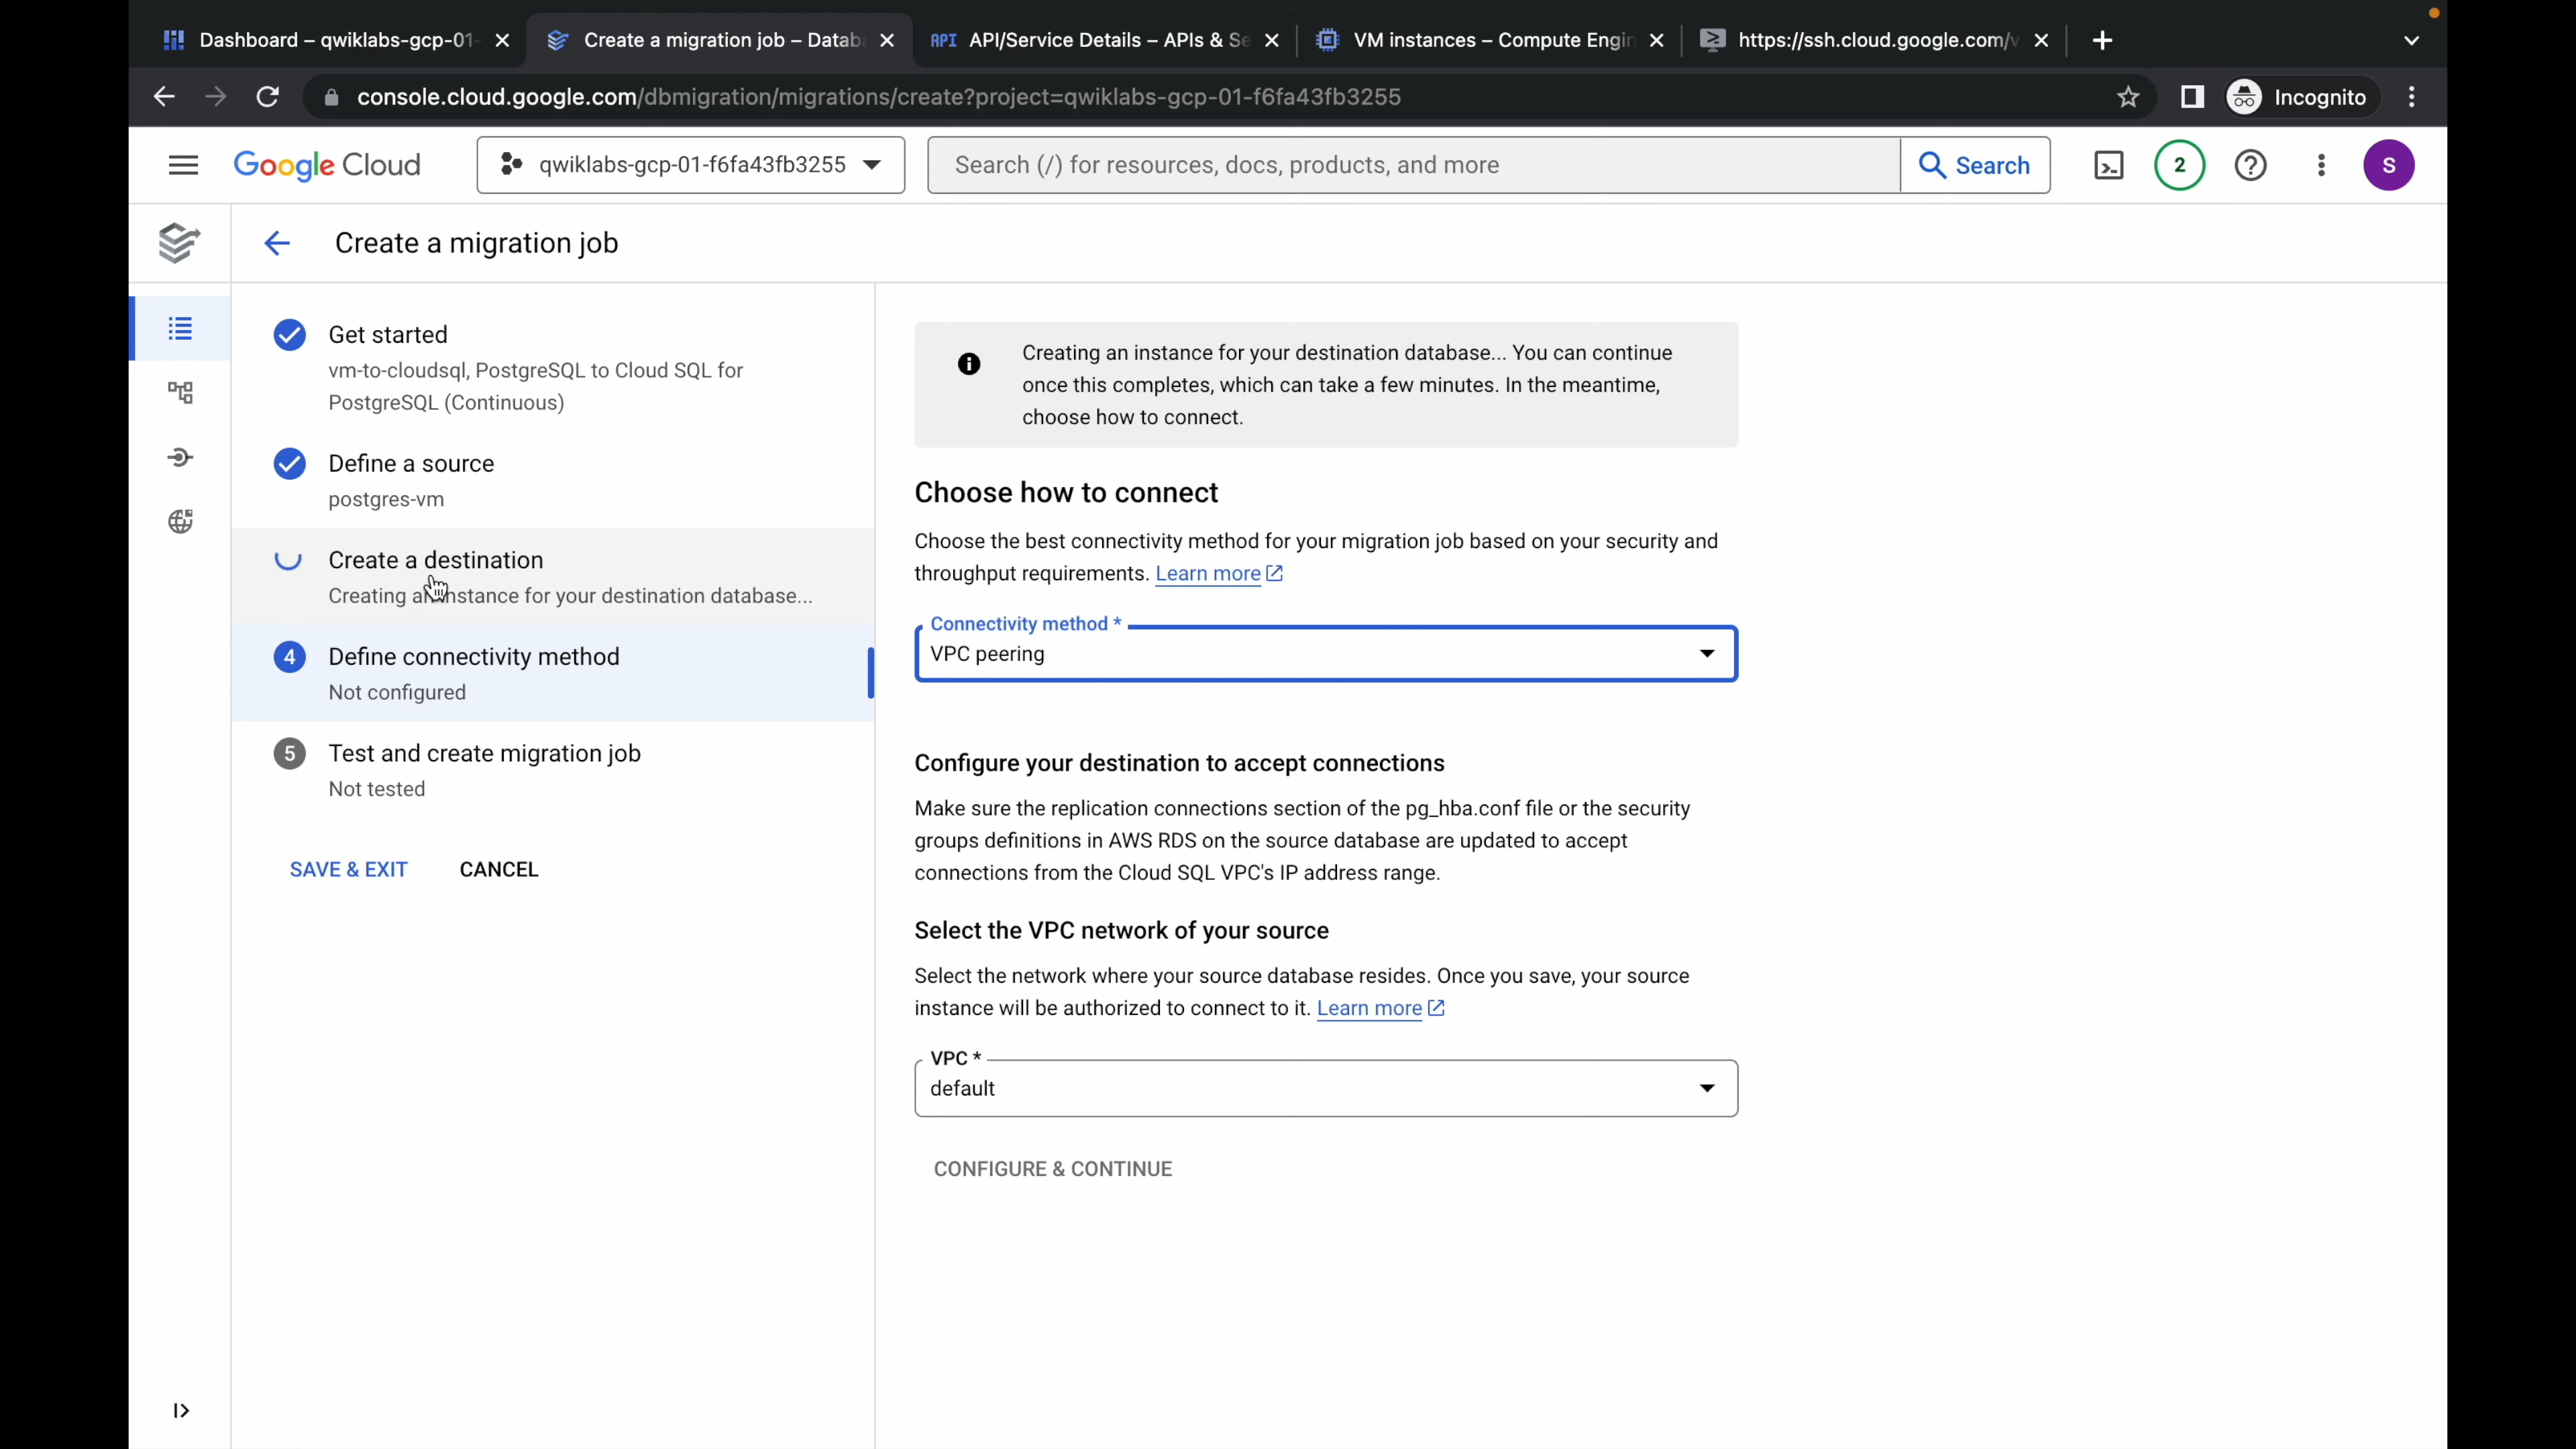 Dashboard – qwiklabs-gcp-01-
Create a migration job – Datab
API API/Service Details – APIs & Se
VM instances – Compute Engin
https://ssh.cloud.google.com/v
console.cloud.google.com/dbmigration/migrations/create?project=qwiklabs-gcp-01-f6fa43fb3255
Incognito
Google Cloud
qwiklabs-gcp-01-f6fa43fb3255
Search (/) for resources, docs, products, and more
Search
2
S
Create a migration job
Get started
vm-to-cloudsql, PostgreSQL to Cloud SQL for
PostgreSQL (Continuous)
Define a source
postgres-vm
Create a destination
Creating an instance for your destination database...
4 Define connectivity method
Not configured
5 Test and create migration job
Not tested
SAVE & EXIT
CANCEL
Creating an instance for your destination database... You can continue
once this completes, which can take a few minutes. In the meantime,
choose how to connect.
Choose how to connect
Choose the best connectivity method for your migration job based on your security and
throughput requirements. Learn more
Connectivity method *
VPC peering
Configure your destination to accept connections
Make sure the replication connections section of the pg_hba.conf file or the security
groups definitions in AWS RDS on the source database are updated to accept
connections from the Cloud SQL VPC's IP address range.
Select the VPC network of your source
Select the network where your source database resides. Once you save, your source
instance will be authorized to connect to it. Learn more
VPC *
default
CONFIGURE & CONTINUE